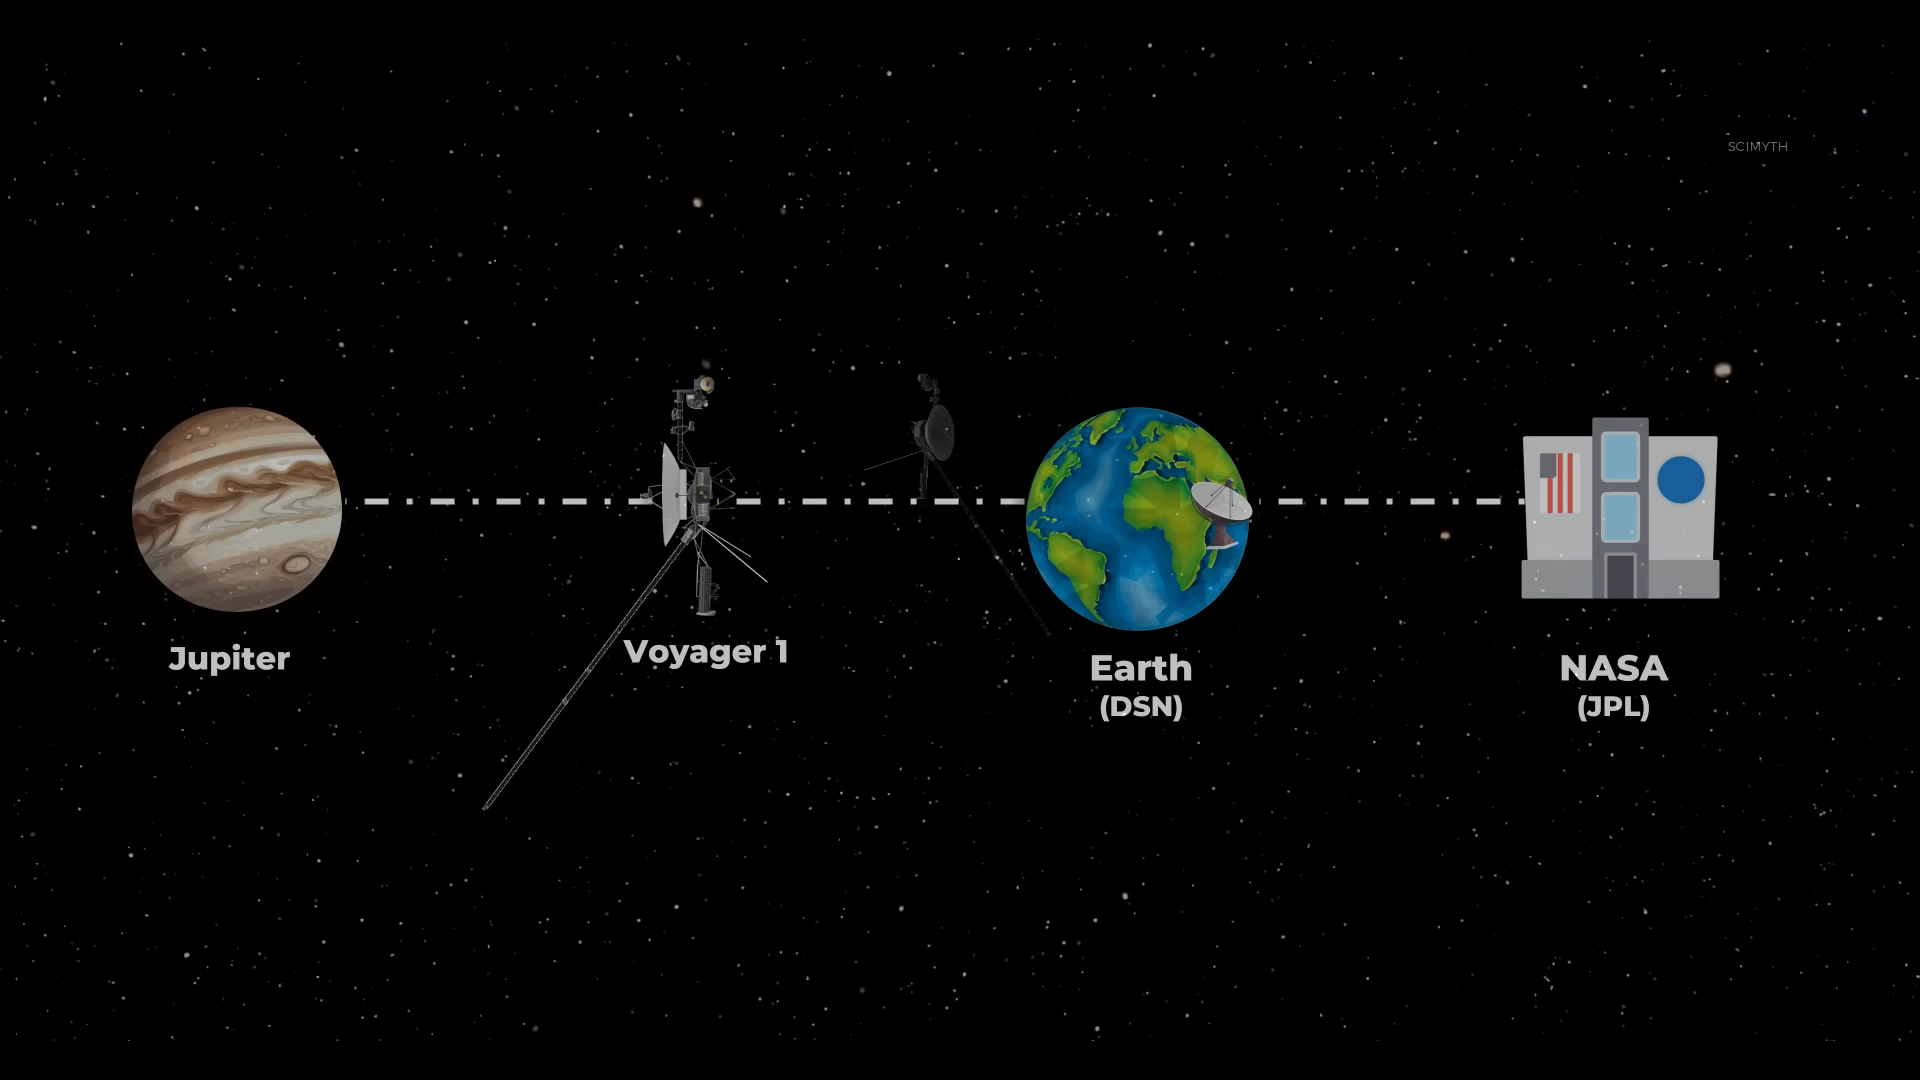 SCIMYTH
Jupiter
Voyager 1
Earth
(DSN)
NASA
(JPL)